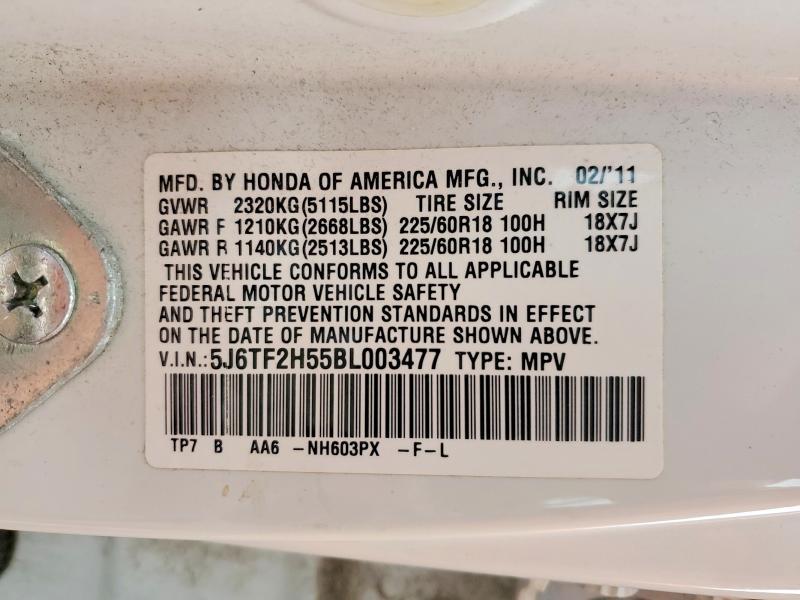 MFD. BY HONDA OF AMERICA MFG., INC. 02/'11
GVWR 2320KG(5115LBS) TIRE SIZE RIM SIZE
GAWR F 1210KG(2668LBS) 225/60R18 100H 18X7J
GAWR R 1140KG(2513LBS) 225/60R18 100H 18X7J
THIS VEHICLE CONFORMS TO ALL APPLICABLE
FEDERAL MOTOR VEHICLE SAFETY
AND THEFT PREVENTION STANDARDS IN EFFECT
ON THE DATE OF MANUFACTURE SHOWN ABOVE.
V.I.N.: 5J6TF2H55BL003477 TYPE: MPV
TP7 B AA6 -NH603PX -F-L